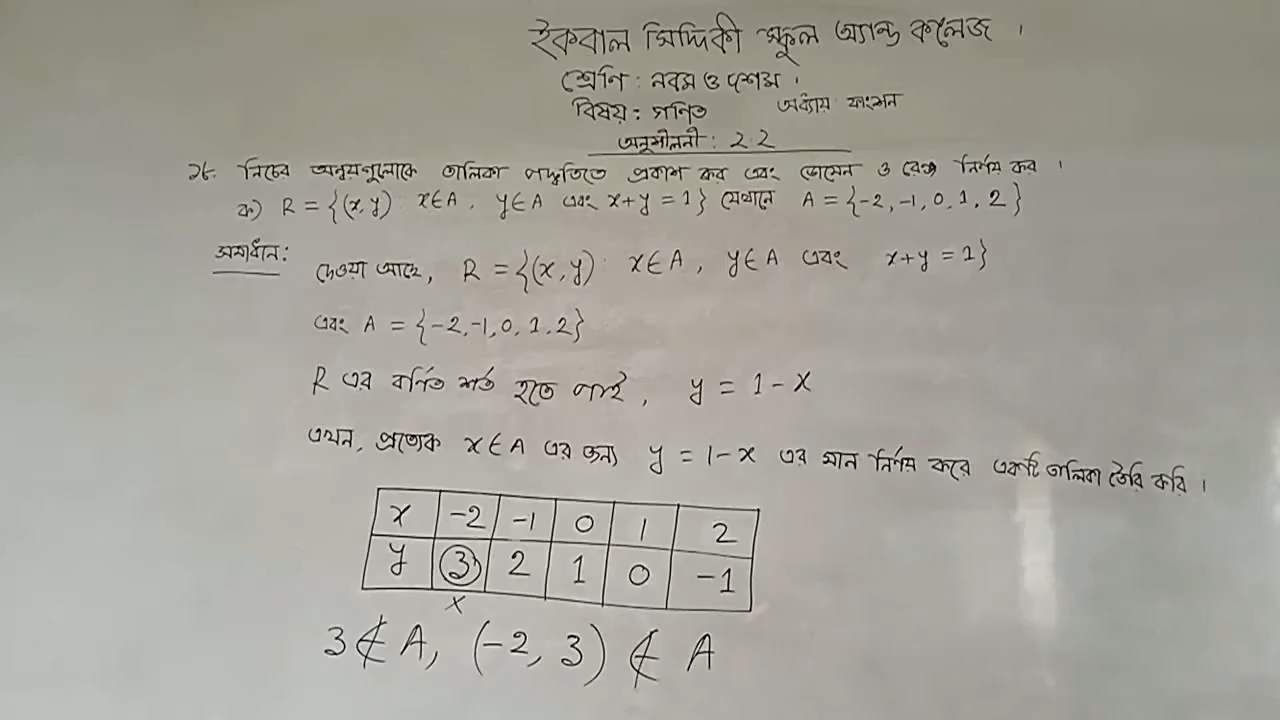 ইকবাল সিদ্দিকী স্কুল অ্যান্ড কলেজ ।
শ্রেণি : নবম ও দশম ।
বিষয় : গণিত অধ্যায় : ফাংশন
অনুশীলনী : 2.2
নিচের অন্বয়গুলোকে তালিকা পদ্ধতিতে প্রকাশ কর এবং ডোমেন ও রেঞ্জ নির্ণয় কর ।
ক) R = {(x, y) : x∈A, y∈A এবং x+y = 1} যেখানে A = {-2, -1, 0, 1, 2}
সমাধান :
দেওয়া আছে, R = {(x, y) : x∈A, y∈A এবং x+y = 1}
এবং A = {-2, -1, 0, 1, 2}
R এর বর্ণিত শর্ত হতে পাই, y = 1 - x
এখন, প্রত্যেক x∈A এর জন্য y = 1-x এর মান নির্ণয় করে একটি তালিকা তৈরি করি ।
x -2 -1 0 1 2
y 3 2 1 0 -1
x
3 ∉ A, (-2, 3) ∉ A